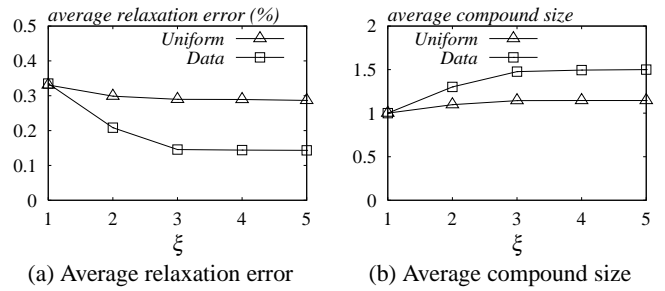 average relaxation error (%)
Uniform
Data
0.5
0.4
0.3
0.2
0.1
0
1 2 3 4 5
ξ
(a) Average relaxation error
average compound size
Uniform
Data
2
1.5
1
0.5
0
1 2 3 4 5
ξ
(b) Average compound size